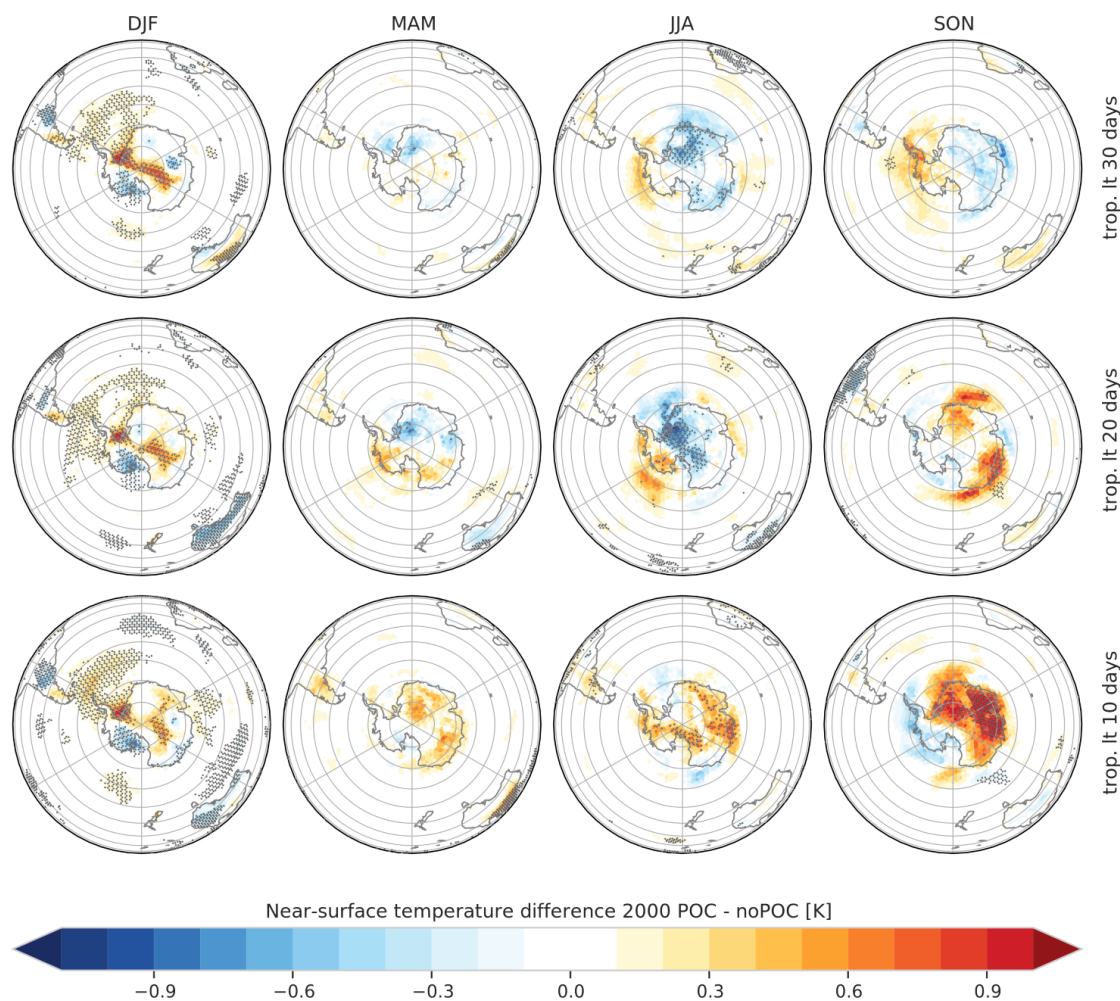 DJF MAM JJA SON
trop. lt 30 days
trop. lt 20 days
trop. lt 10 days
Near-surface temperature difference 2000 POC - noPOC [K]
−0.9 −0.6 −0.3 0.0 0.3 0.6 0.9